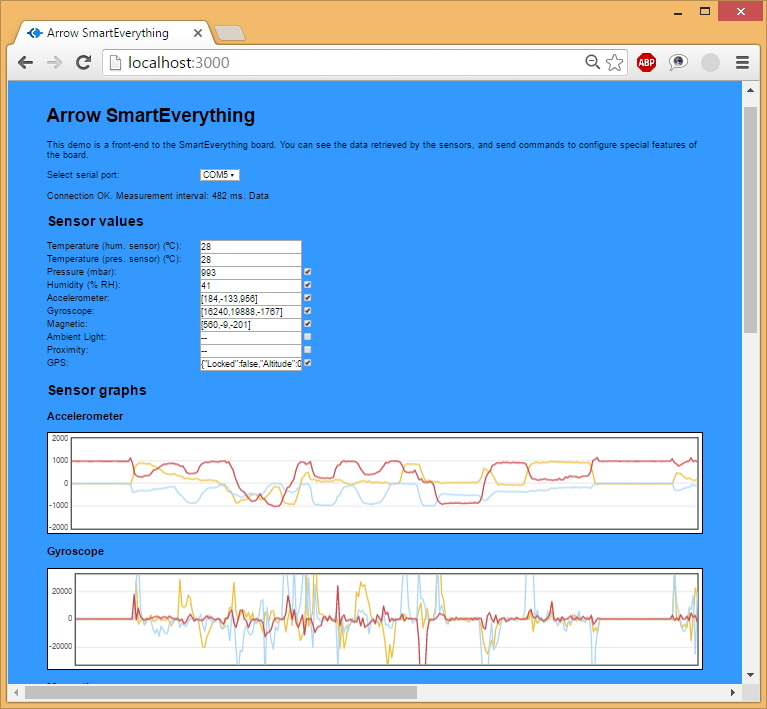 Arrow SmartEverything
localhost:3000
ABP
Arrow SmartEverything
This demo is a front-end to the SmartEverything board. You can see the data retrieved by the sensors, and send commands to configure special features of
the board.
Select serial port: COM5
Connection OK. Measurement interval: 482 ms. Data
Sensor values
Temperature (hum. sensor) (ºC): 28
Temperature (pres. sensor) (ºC): 28
Pressure (mbar): 993
Humidity (% RH): 41
Accelerometer: [184,-133,956]
Gyroscope: [16240,19888,-1767]
Magnetic: [560,-9,-201]
Ambient Light: --
Proximity: --
GPS: {"Locked":false,"Altitude":0
Sensor graphs
Accelerometer
2000
1000
0
-1000
-2000
Gyroscope
20000
0
-20000